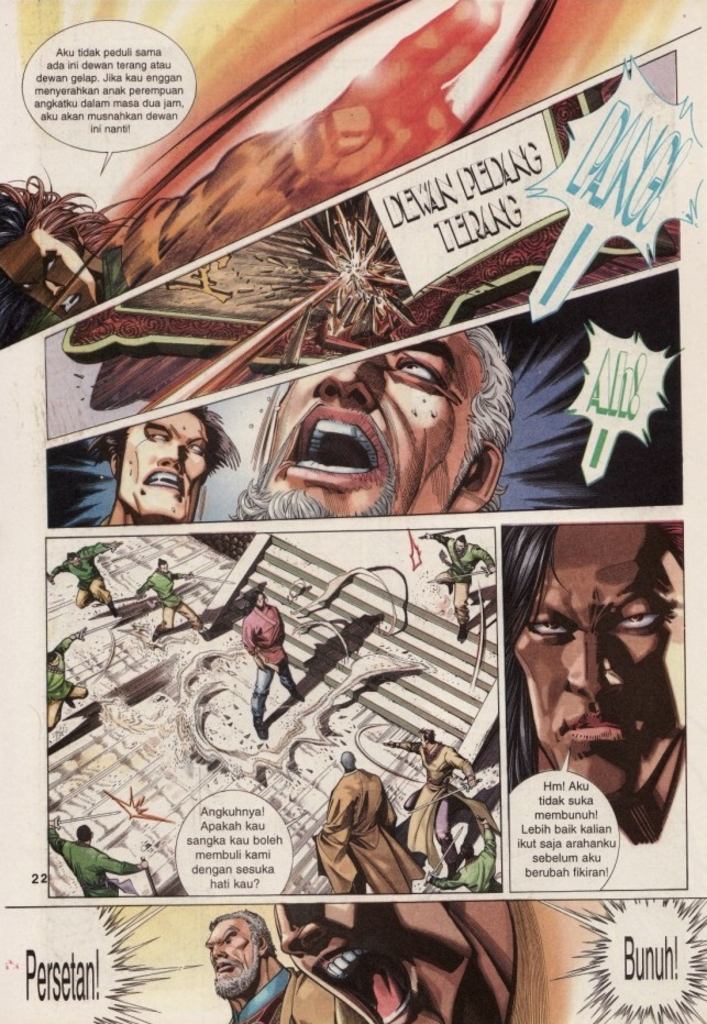 Aku tidak peduli sama
ada ini dewan terang atau
dewan gelap. Jika kau enggan
menyerahkan anak perempuan
angkatku dalam masa dua jam,
aku akan musnahkan dewan
ini nanti!
DEWAN PEDANG
TERANG
PANG!
Ah!
Angkuhnya!
Apakah kau
sangka kau boleh
membuli kami
dengan sesuka
hati kau?
Hm! Aku
tidak suka
membunuh!
Lebih baik kalian
ikut saja arahanku
sebelum aku
berubah fikiran!
22
Persetan!
Bunuh!